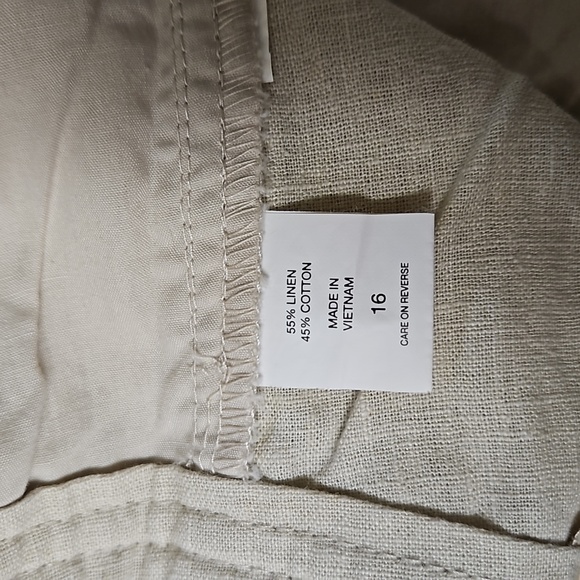 55% LINEN
45% COTTON
MADE IN
VIETNAM
16
CARE ON REVERSE